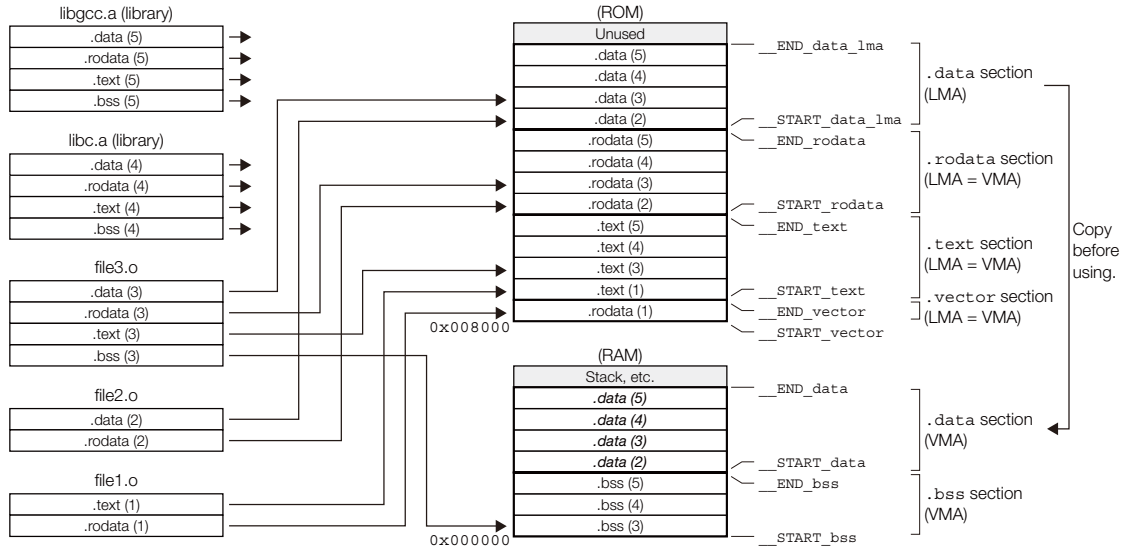 libgcc.a (library)
.data (5)
.rodata (5)
.text (5)
.bss (5)
libc.a (library)
.data (4)
.rodata (4)
.text (4)
.bss (4)
file3.o
.data (3)
.rodata (3)
.text (3)
.bss (3)
file2.o
.data (2)
.rodata (2)
file1.o
.text (1)
.rodata (1)
(ROM)
Unused
.data (5)
.data (4)
.data (3)
.data (2)
.rodata (5)
.rodata (4)
.rodata (3)
.rodata (2)
.text (5)
.text (4)
.text (3)
.text (1)
.rodata (1)
0x008000
__END_data_lma
__START_data_lma
__END_rodata
__START_rodata
__END_text
__START_text
__END_vector
__START_vector
.data section
(LMA)
.rodata section
(LMA = VMA)
.text section
(LMA = VMA)
.vector section
(LMA = VMA)
Copy
before
using.
(RAM)
Stack, etc.
.data (5)
.data (4)
.data (3)
.data (2)
.bss (5)
.bss (4)
.bss (3)
0x000000
__END_data
__START_data
__END_bss
__START_bss
.data section
(VMA)
.bss section
(VMA)